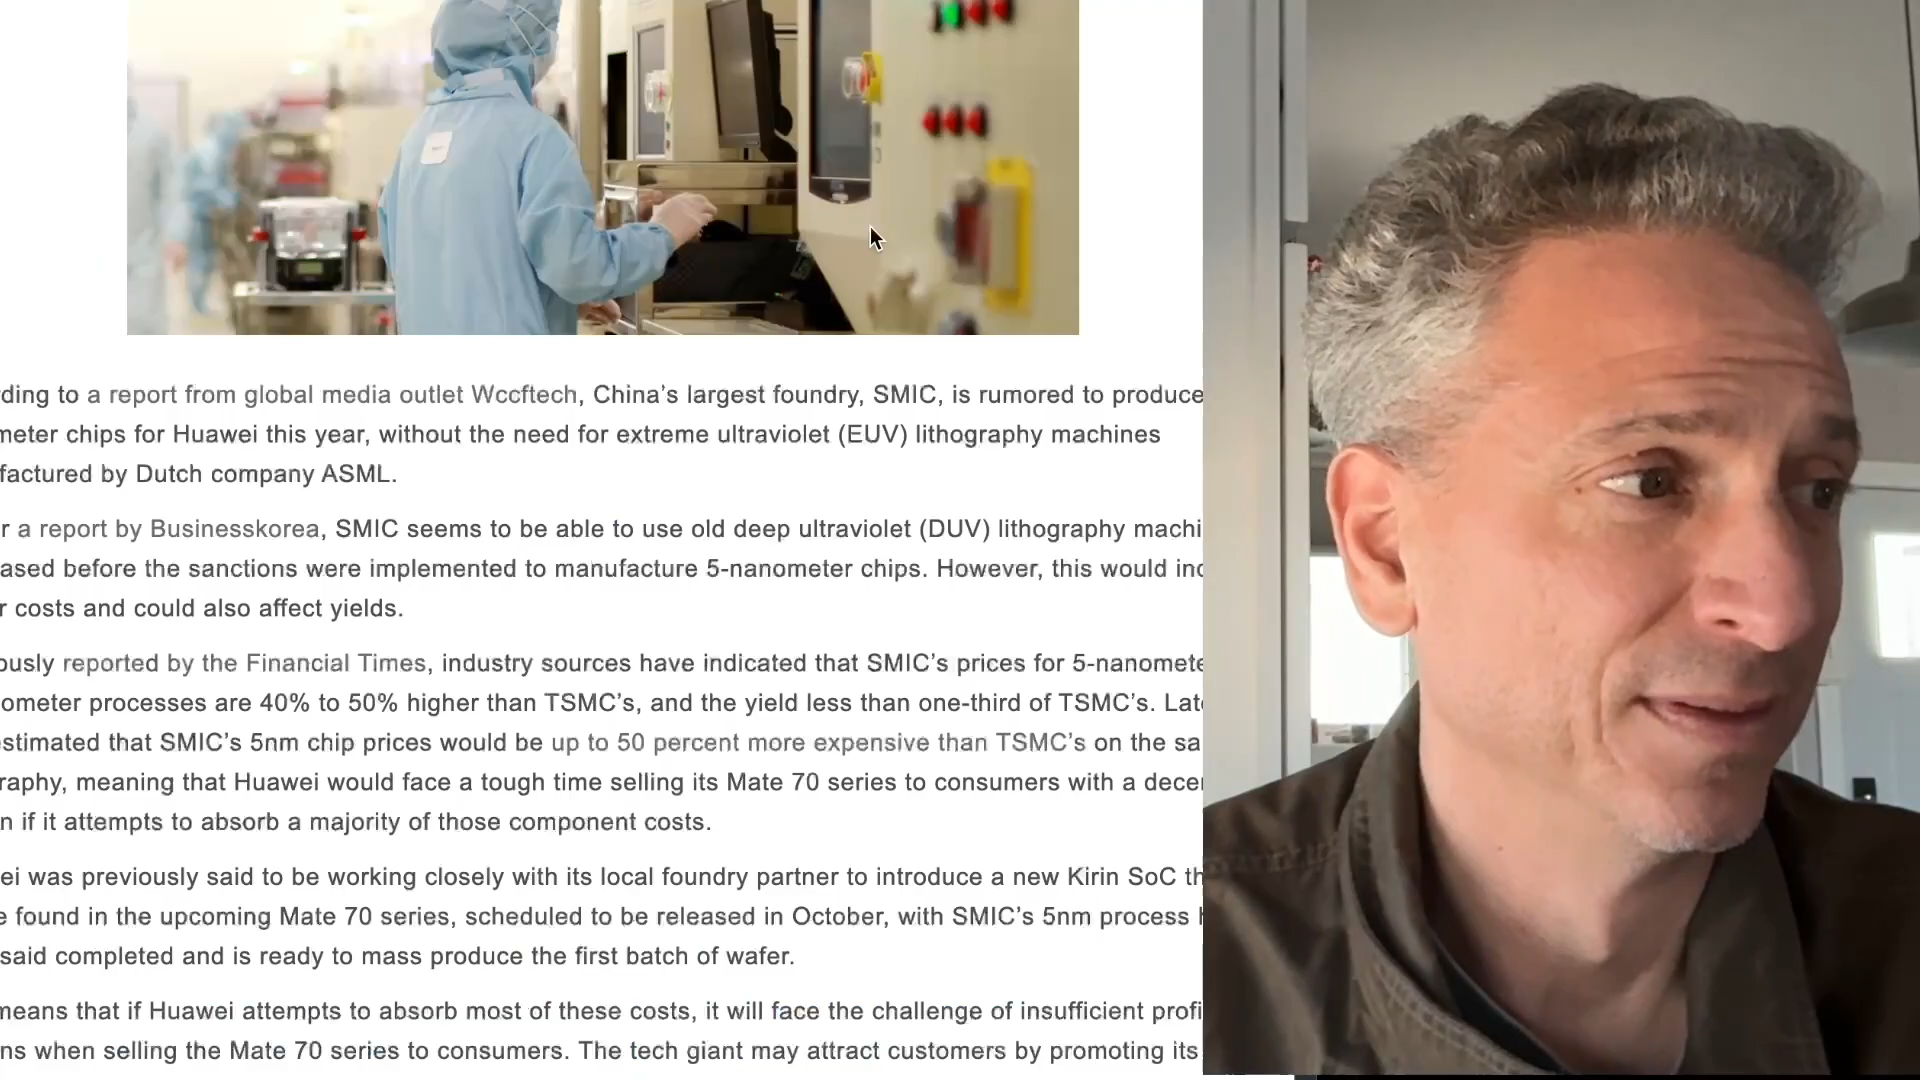 ding to a report from global media outlet Wccftech, China's largest foundry, SMIC, is rumored to produce
meter chips for Huawei this year, without the need for extreme ultraviolet (EUV) lithography machines
factured by Dutch company ASML.
r a report by Businesskorea, SMIC seems to be able to use old deep ultraviolet (DUV) lithography machi
ased before the sanctions were implemented to manufacture 5-nanometer chips. However, this would inc
r costs and could also affect yields.
ously reported by the Financial Times, industry sources have indicated that SMIC's prices for 5-nanomete
ometer processes are 40% to 50% higher than TSMC's, and the yield less than one-third of TSMC's. Late
estimated that SMIC's 5nm chip prices would be up to 50 percent more expensive than TSMC's on the sa
raphy, meaning that Huawei would face a tough time selling its Mate 70 series to consumers with a decen
n if it attempts to absorb a majority of those component costs.
ei was previously said to be working closely with its local foundry partner to introduce a new Kirin SoC th
e found in the upcoming Mate 70 series, scheduled to be released in October, with SMIC's 5nm process h
said completed and is ready to mass produce the first batch of wafer.
means that if Huawei attempts to absorb most of these costs, it will face the challenge of insufficient profi
ns when selling the Mate 70 series to consumers. The tech giant may attract customers by promoting its